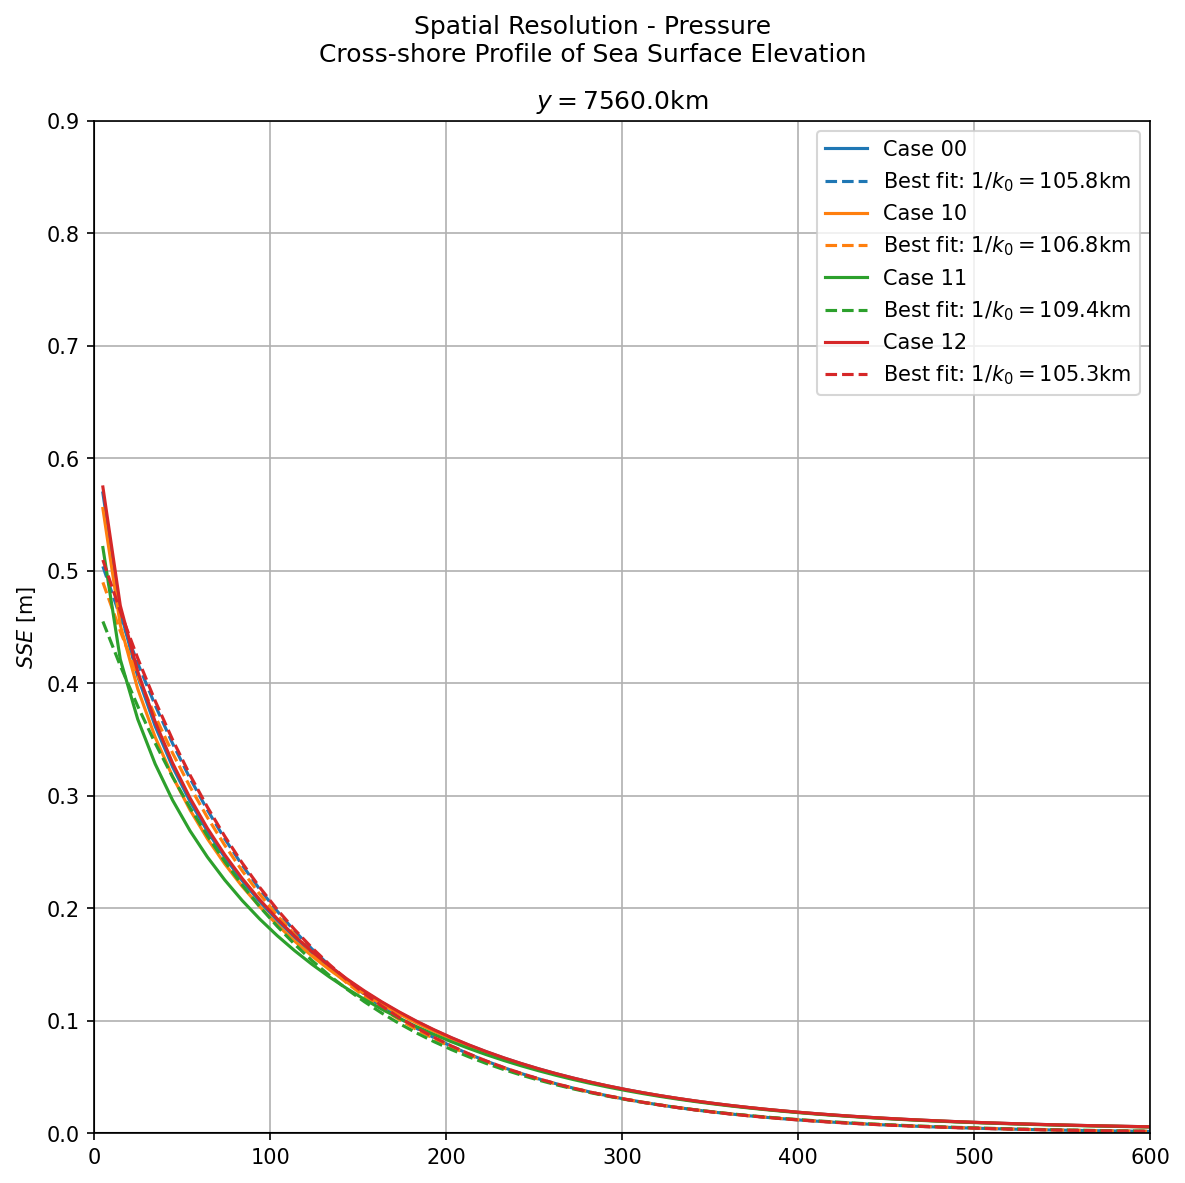 Spatial Resolution - Pressure
Cross-shore Profile of Sea Surface Elevation
y = 7560.0km
0.9
0.8
0.7
0.6
0.5
0.4
0.3
0.2
0.1
0.0
SSE [m]
0 100 200 300 400 500 600
Case 00
Best fit: 1/k₀ = 105.8km
Case 10
Best fit: 1/k₀ = 106.8km
Case 11
Best fit: 1/k₀ = 109.4km
Case 12
Best fit: 1/k₀ = 105.3km